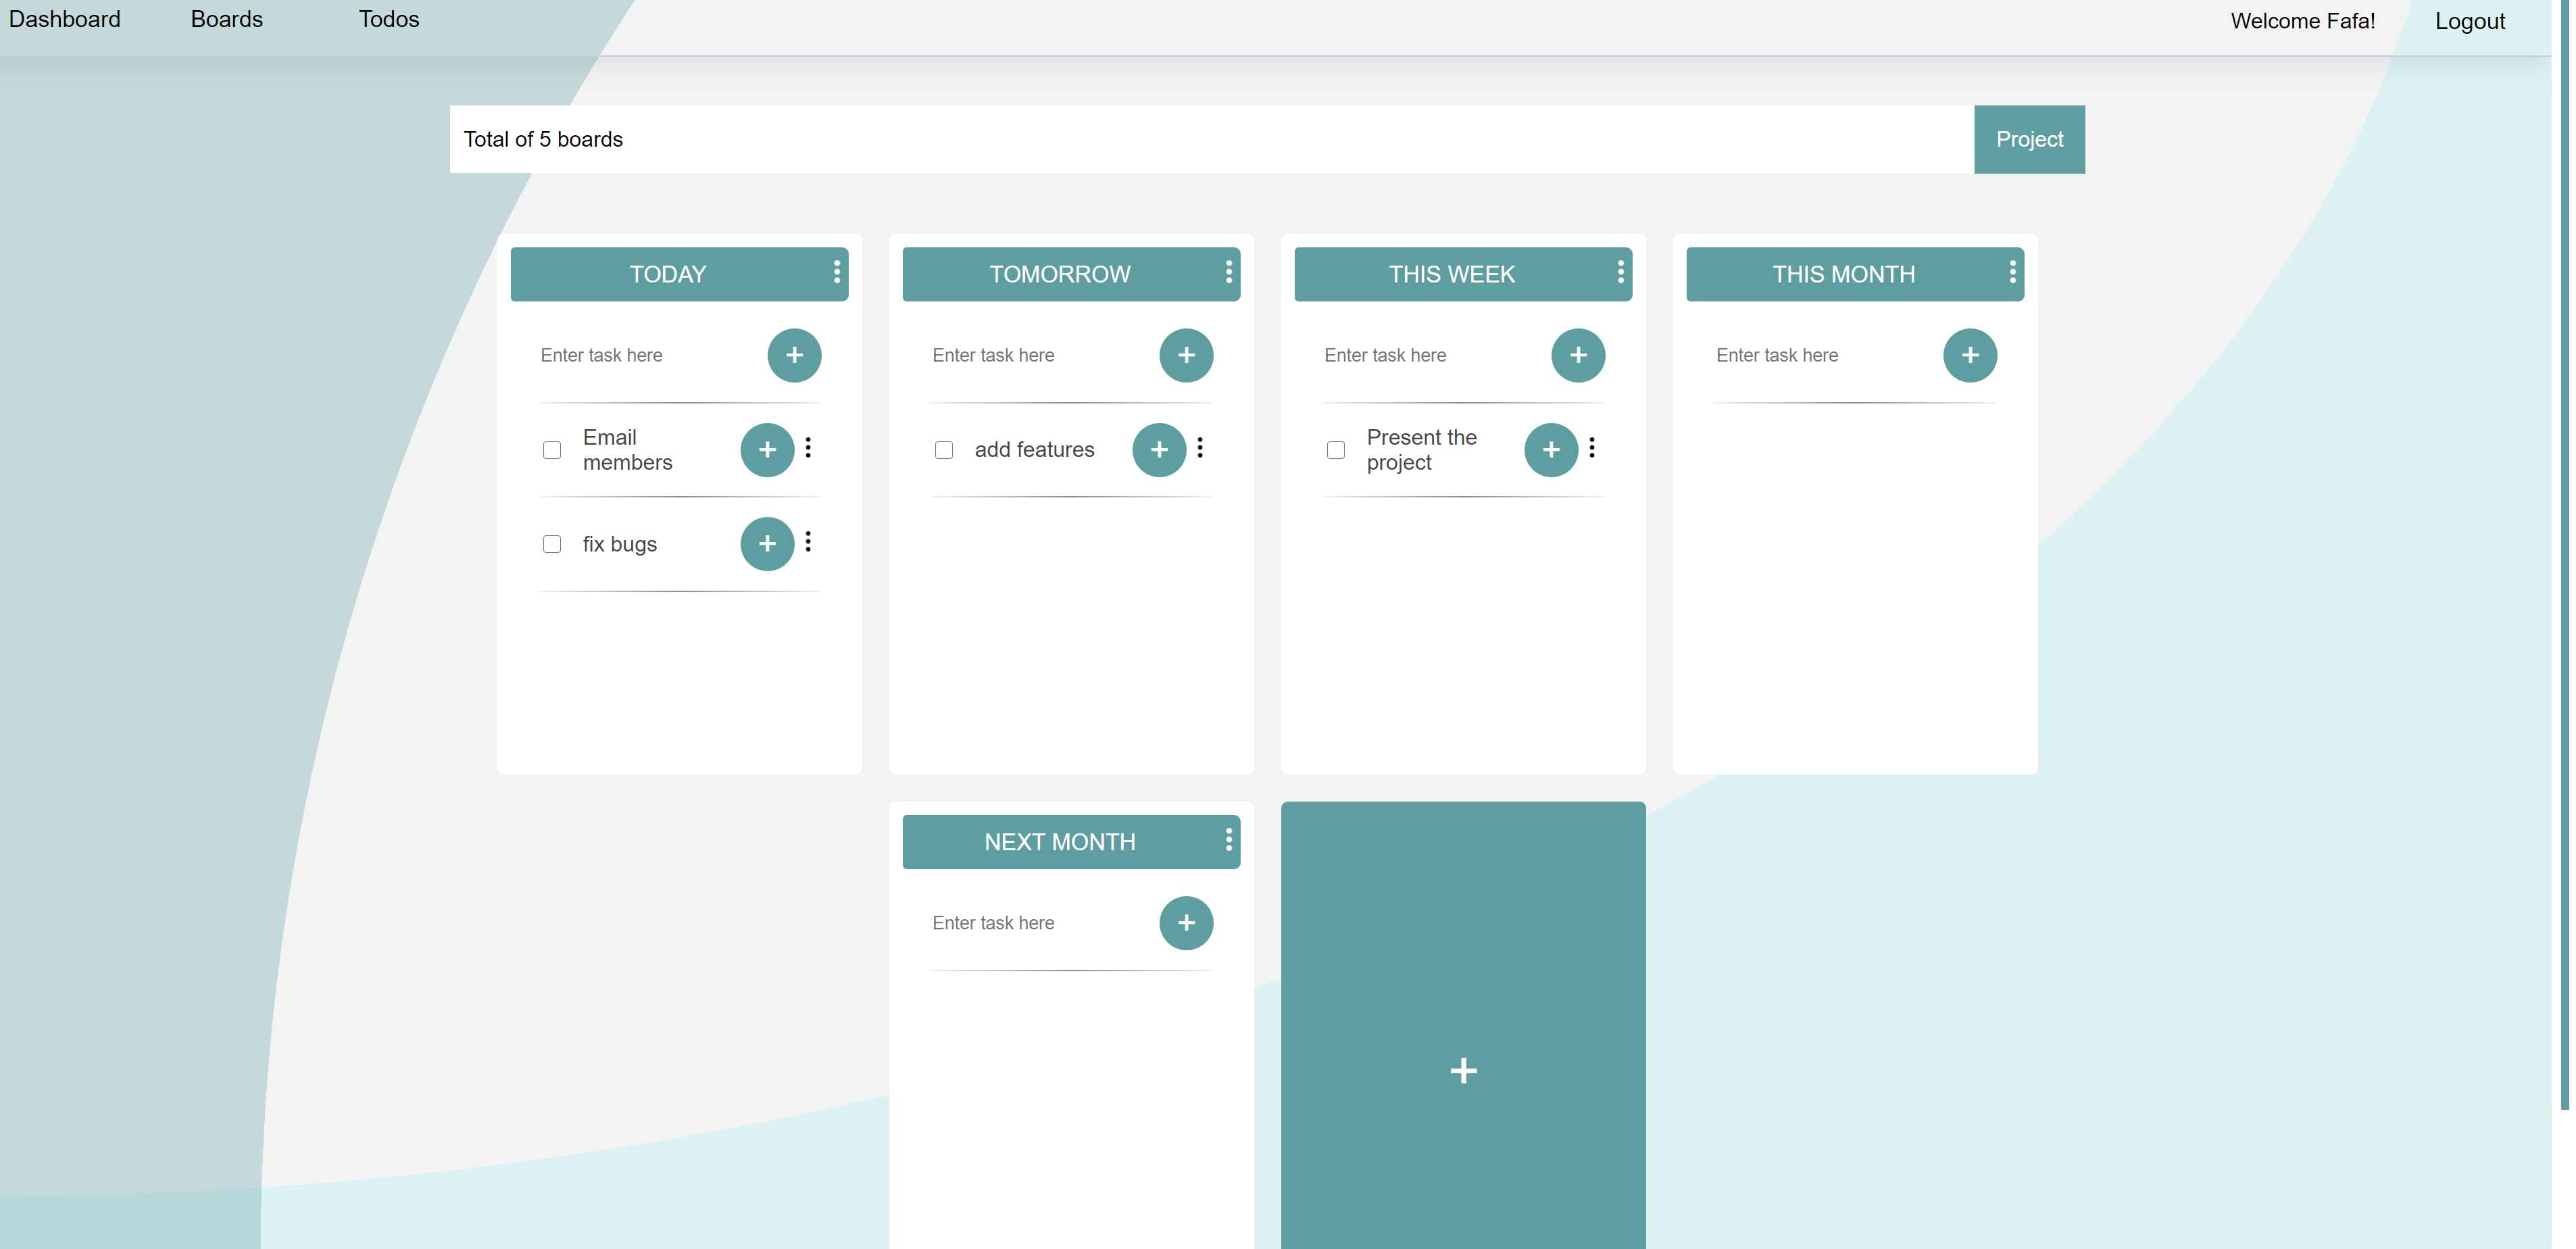 Dashboard Boards Todos Welcome Fafa! Logout
Total of 5 boards Project
TODAY
Enter task here
Email
members
fix bugs
TOMORROW
Enter task here
add features
THIS WEEK
Enter task here
Present the
project
THIS MONTH
Enter task here
NEXT MONTH
Enter task here